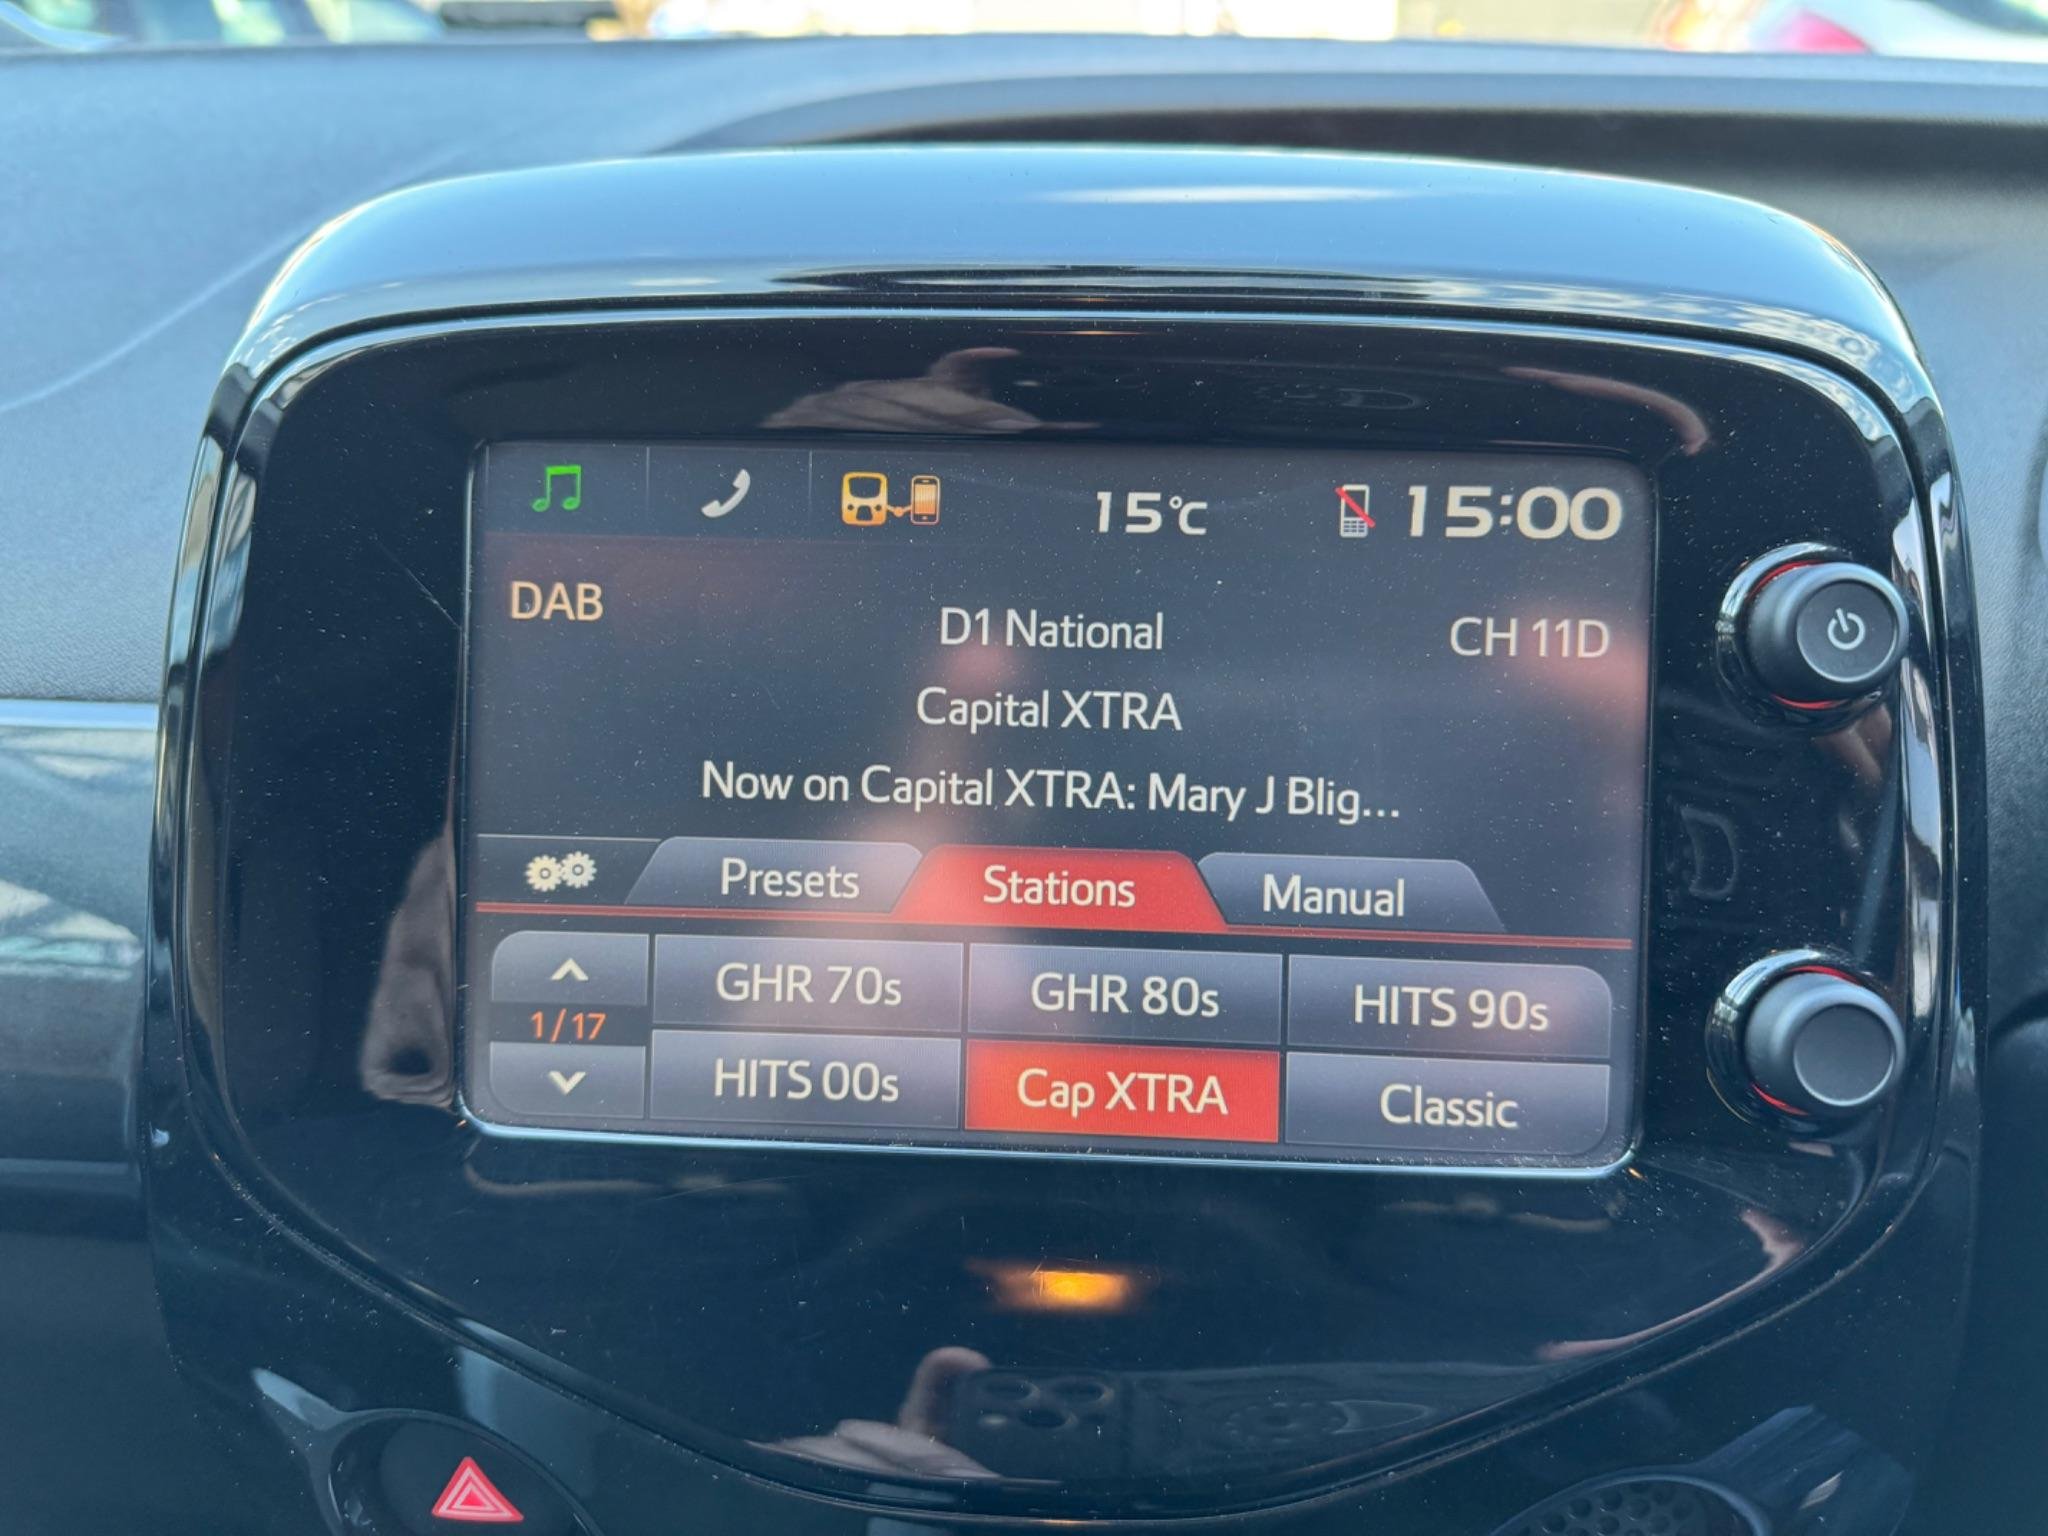 15°C
15:00
DAB
D1 National
CH 11D
Capital XTRA
Now on Capital XTRA: Mary J Blig...
Presets
Stations
Manual
GHR 70s
GHR 80s
HITS 90s
1/17
HITS 00s
Cap XTRA
Classic